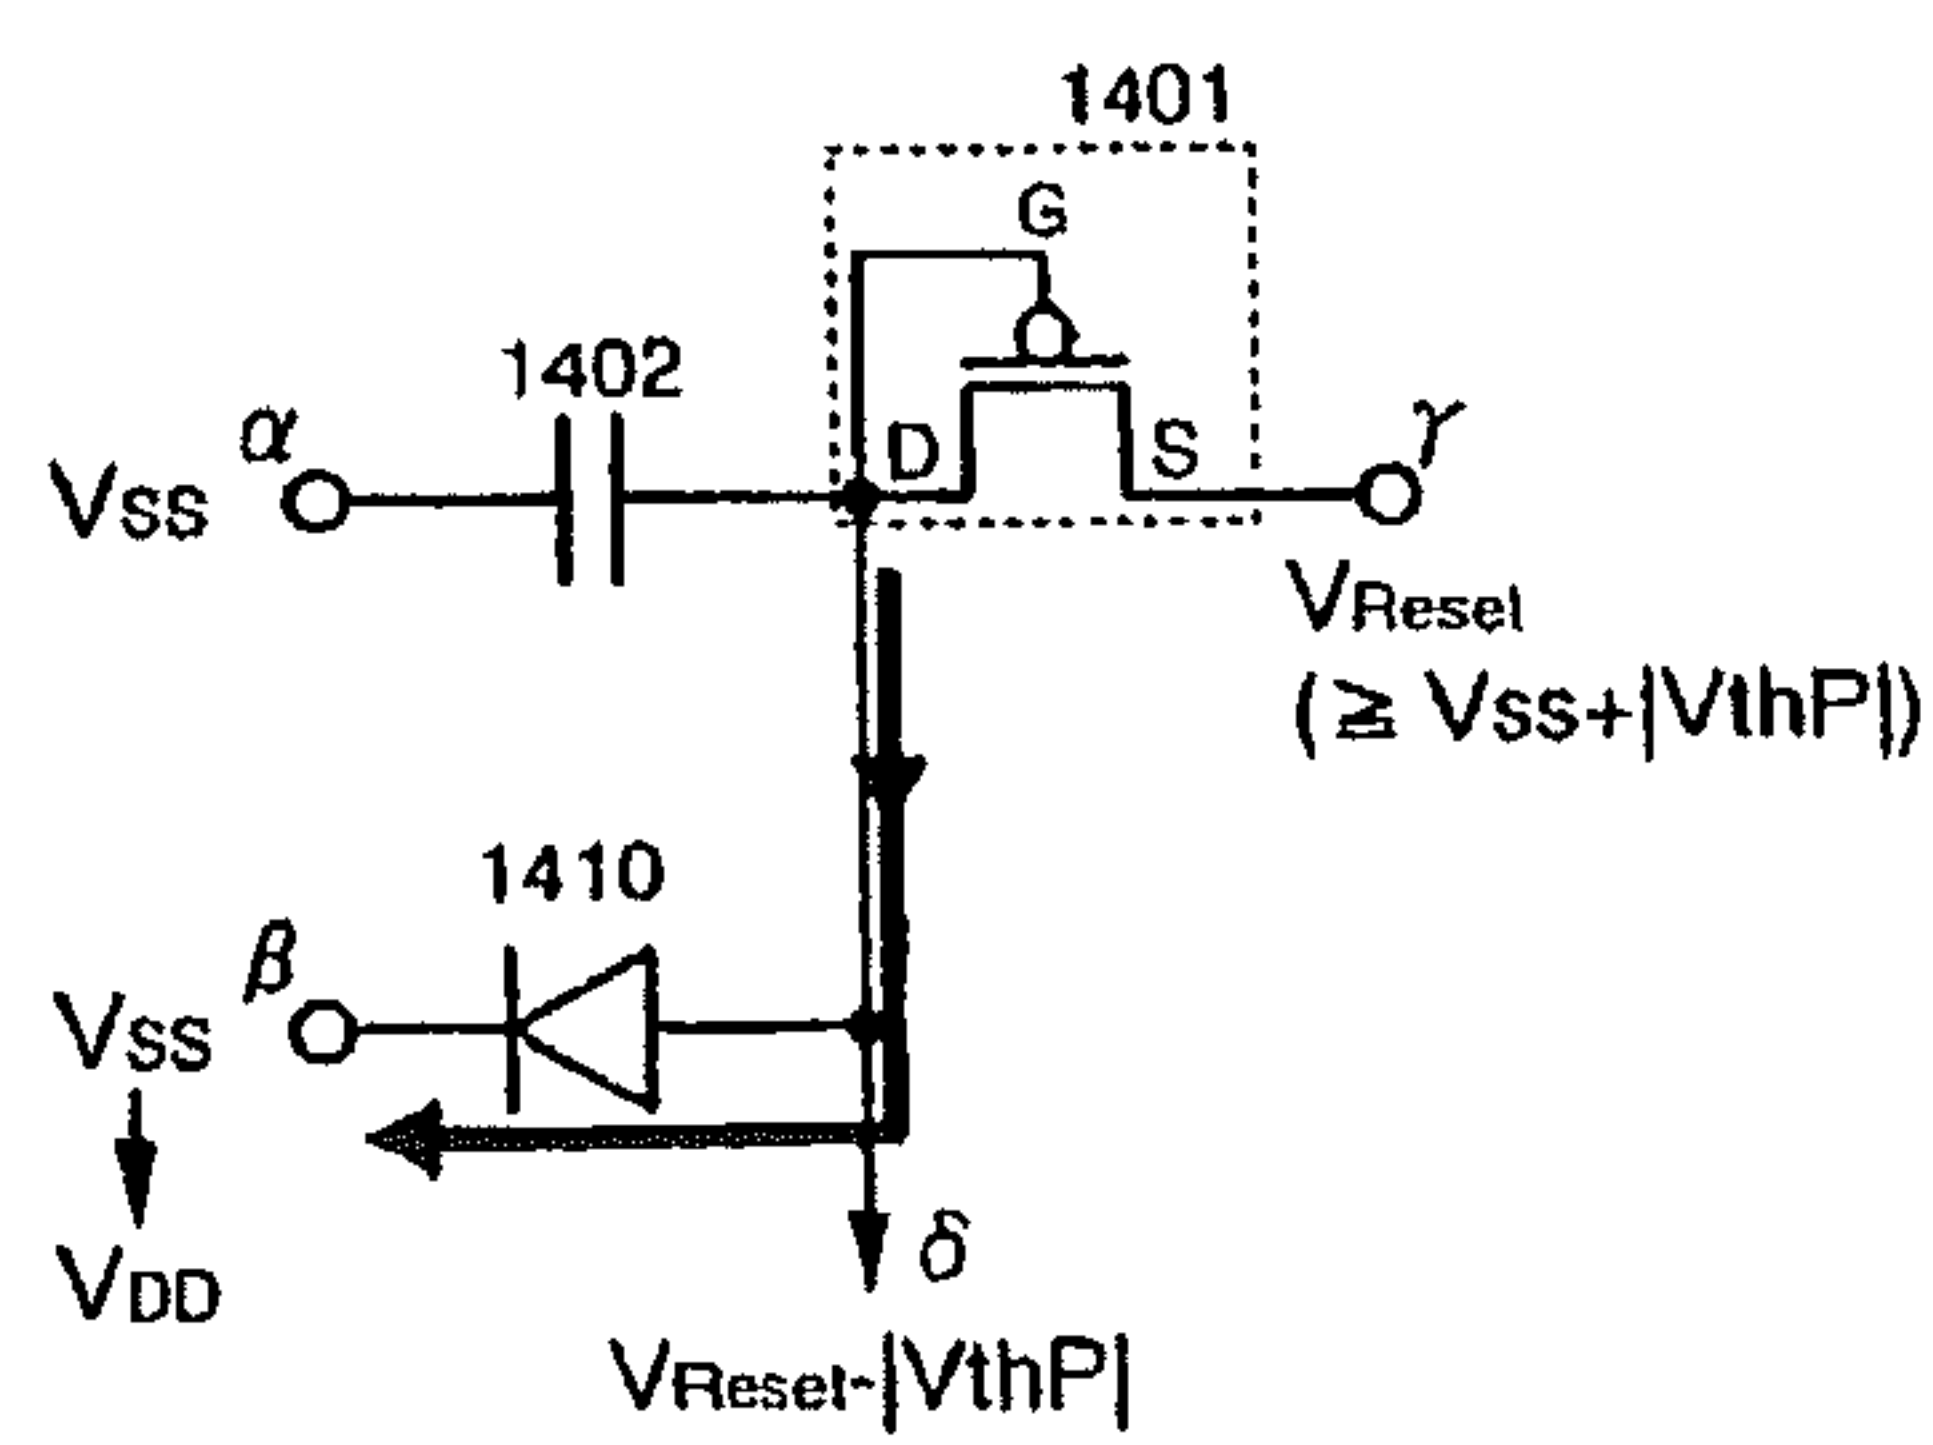 1401
G
1402
α
D
S
γ
VSS
VReset
(≧ VSS+|VthP|)
1410
β
VSS
δ
VDD
VReset-|VthP|